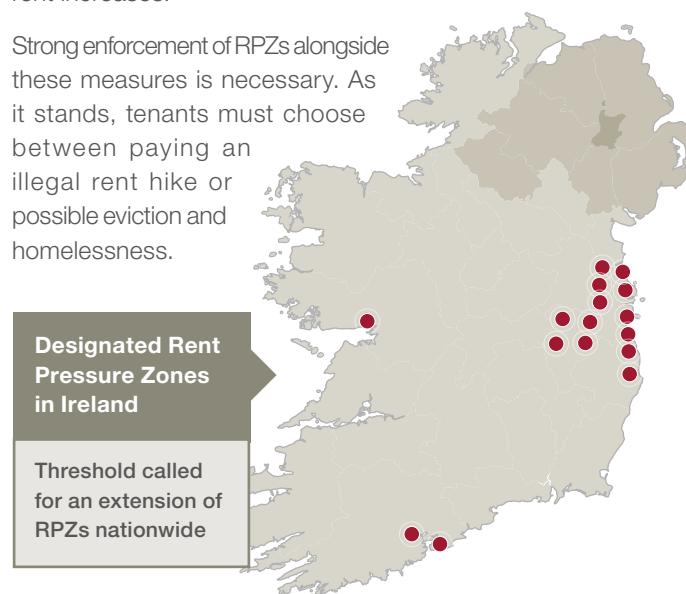 rent increases.
Strong enforcement of RPZs alongside
these measures is necessary. As
it stands, tenants must choose
between paying an
illegal rent hike or
possible eviction and
homelessness.
Designated Rent
Pressure Zones
in Ireland
Threshold called
for an extension of
RPZs nationwide